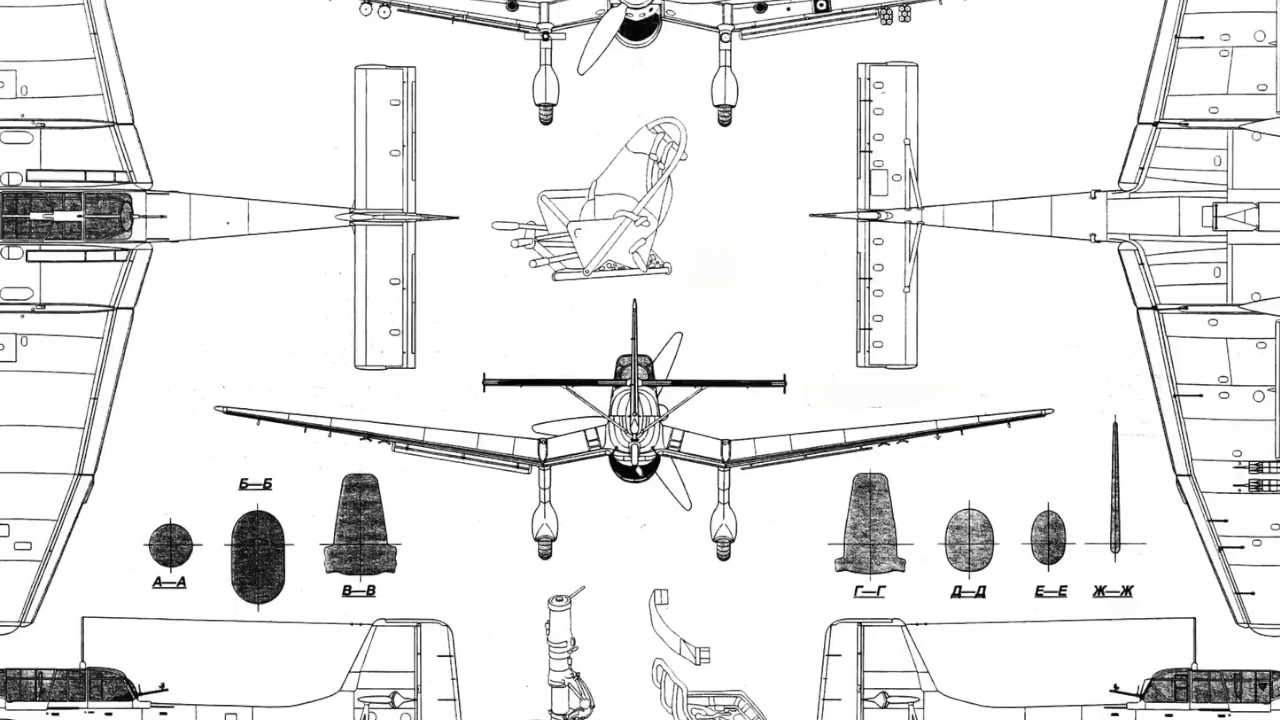 Б—Б
А—А
В—В
Г—Г
Д—Д
Е—Е
Ж—Ж